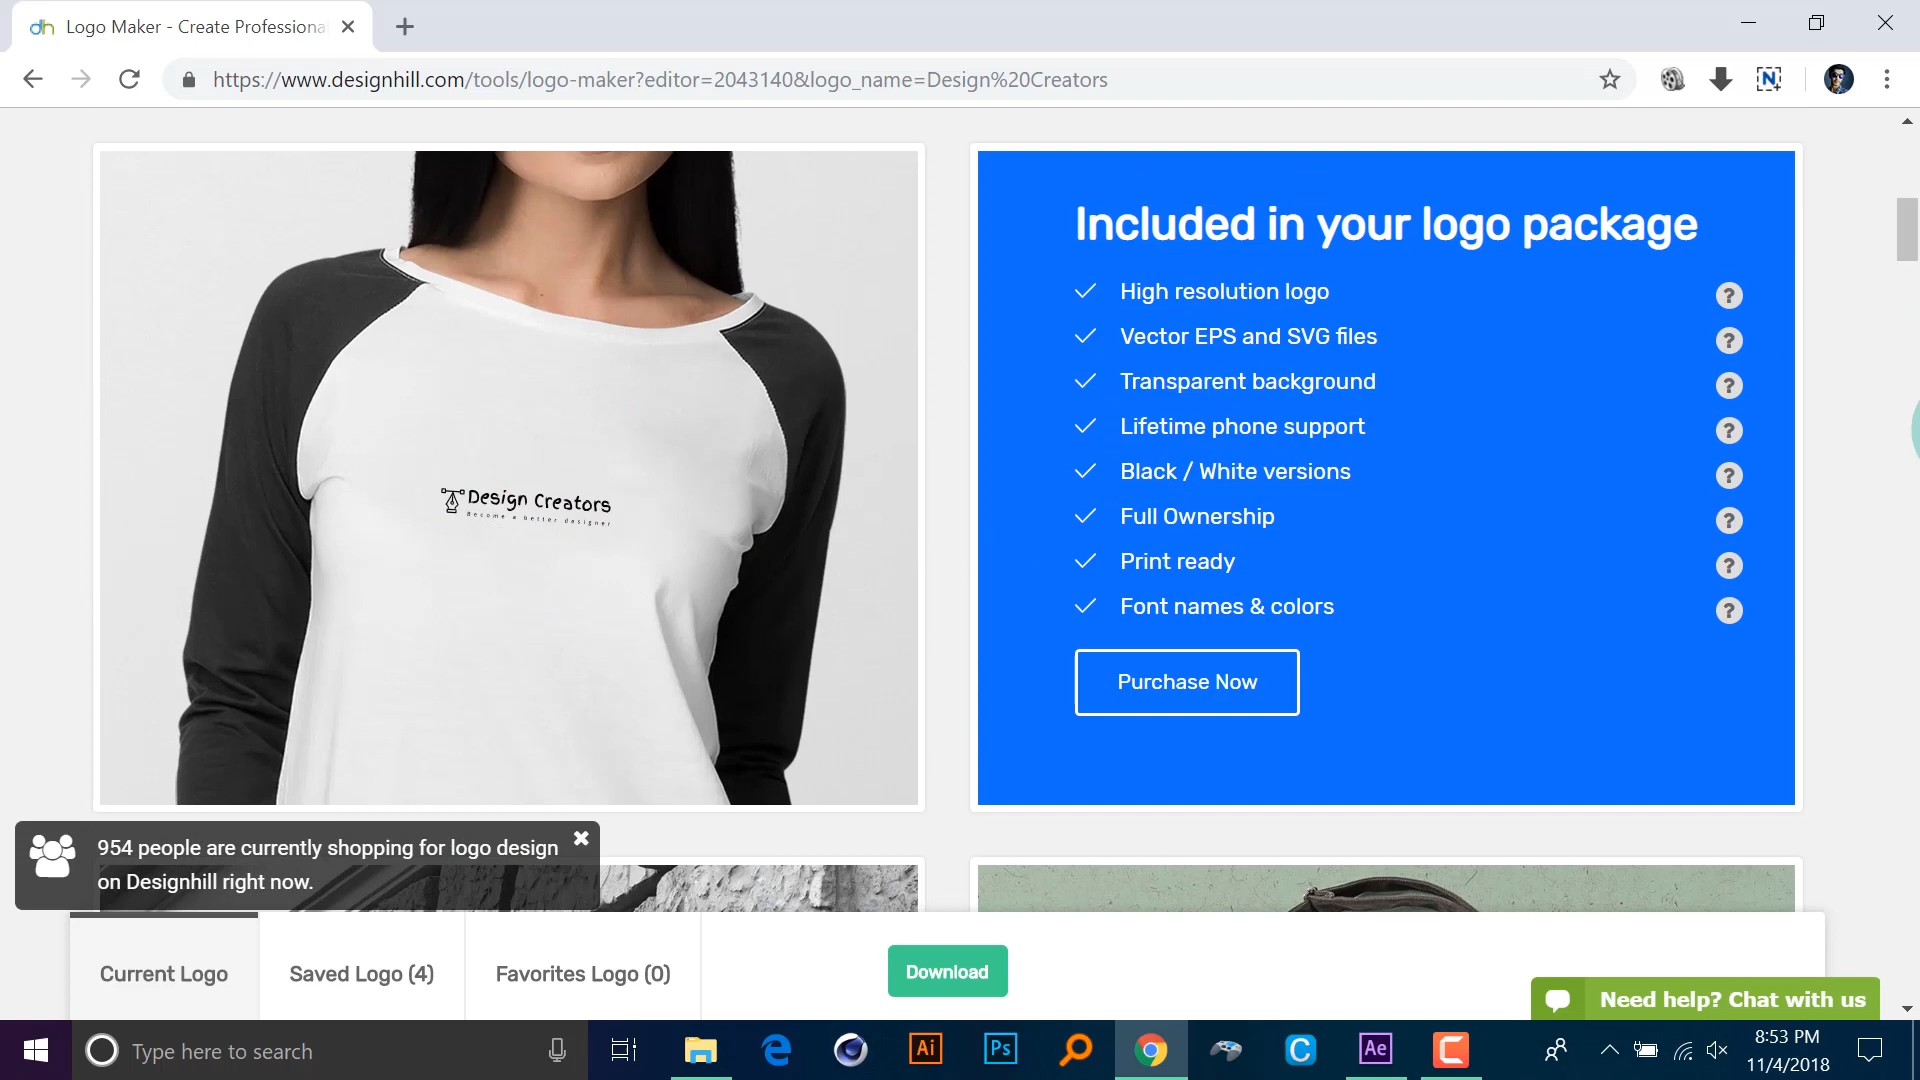 dh Logo Maker - Create Professiona
https://www.designhill.com/tools/logo-maker?editor=2043140&logo_name=Design%20Creators
N
Design Creators
Become a better designer
Included in your logo package
High resolution logo ?
Vector EPS and SVG files ?
Transparent background ?
Lifetime phone support ?
Black / White versions ?
Full Ownership ?
Print ready ?
Font names & colors ?
Purchase Now
954 people are currently shopping for logo design
on Designhill right now.
Current Logo Saved Logo (4) Favorites Logo (0) Download
Need help? Chat with us
Type here to search
Ai Ps C Ae C
8:53 PM
11/4/2018